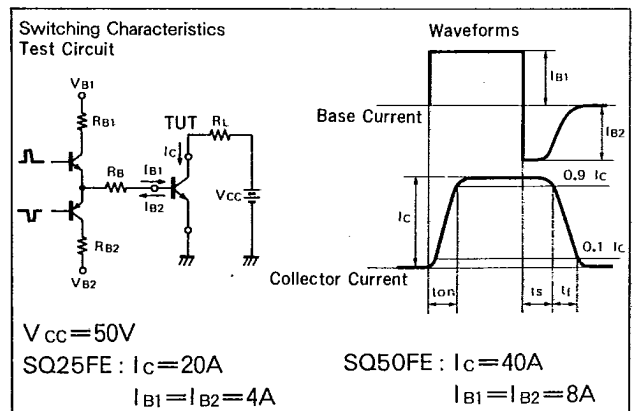 Switching Characteristics
Test Circuit
Waveforms
VB1
RB1
TUT
RL
IC
RB
IB1
IB2
VCC
RB2
VB2
IB1
Base Current
IB2
0.9 IC
IC
0.1 IC
Collector Current
ton
ts
tf
VCC=50V
SQ25FE : IC=20A
SQ50FE : IC=40A
IB1=IB2=4A
IB1=IB2=8A